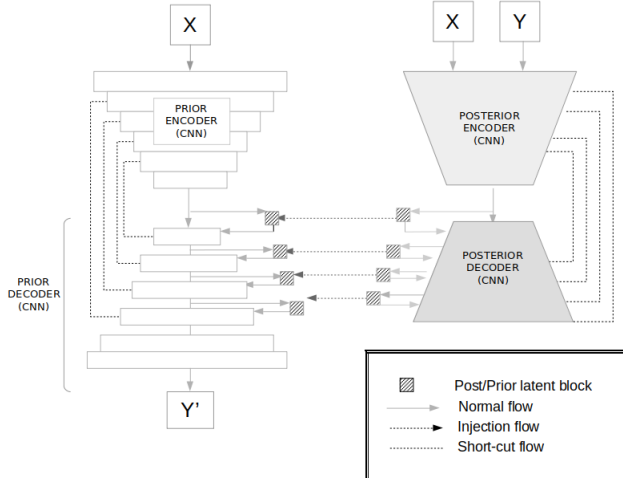 X
X
Y
PRIOR
ENCODER
(CNN)
POSTERIOR
ENCODER
(CNN)
PRIOR
DECODER
(CNN)
POSTERIOR
DECODER
(CNN)
Y'
Post/Prior latent block
Normal flow
Injection flow
Short-cut flow